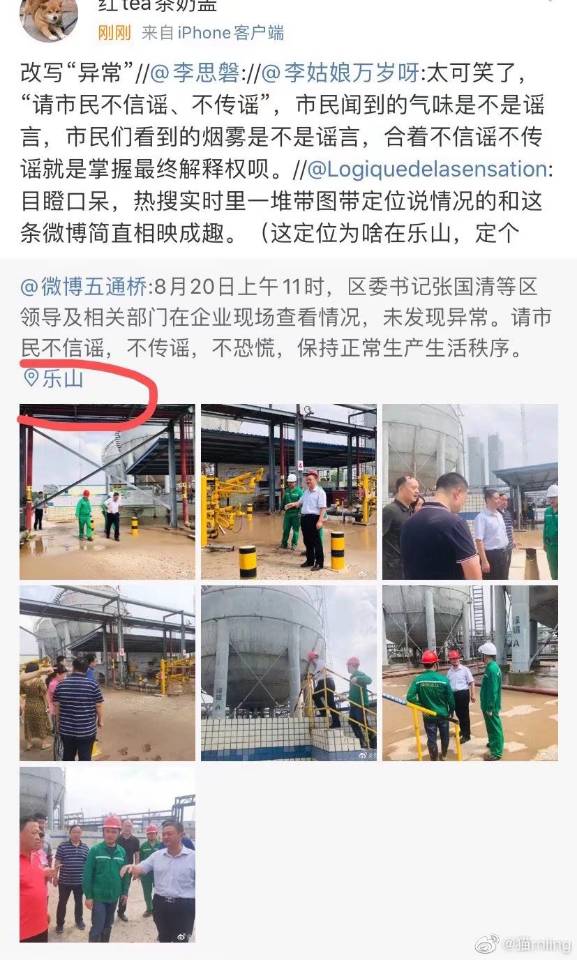 红tea茶奶盖
刚刚 来自iPhone客户端
改写“异常”//@李思磐://@李姑娘万岁呀:太可笑了，
“请市民不信谣、不传谣”，市民闻到的气味是不是谣
言，市民们看到的烟雾是不是谣言，合着不信谣不传
谣就是掌握最终解释权呗。//@Logiquedelasensation:
目瞪口呆，热搜实时里一堆带图带定位说情况的和这
条微博简直相映成趣。（这定位为啥在乐山，定个
@微博五通桥:8月20日上午11时，区委书记张国清等区
领导及相关部门在企业现场查看情况，未发现异常。请市
民不信谣，不传谣，不恐慌，保持正常生产生活秩序。
乐山
@猫rnling